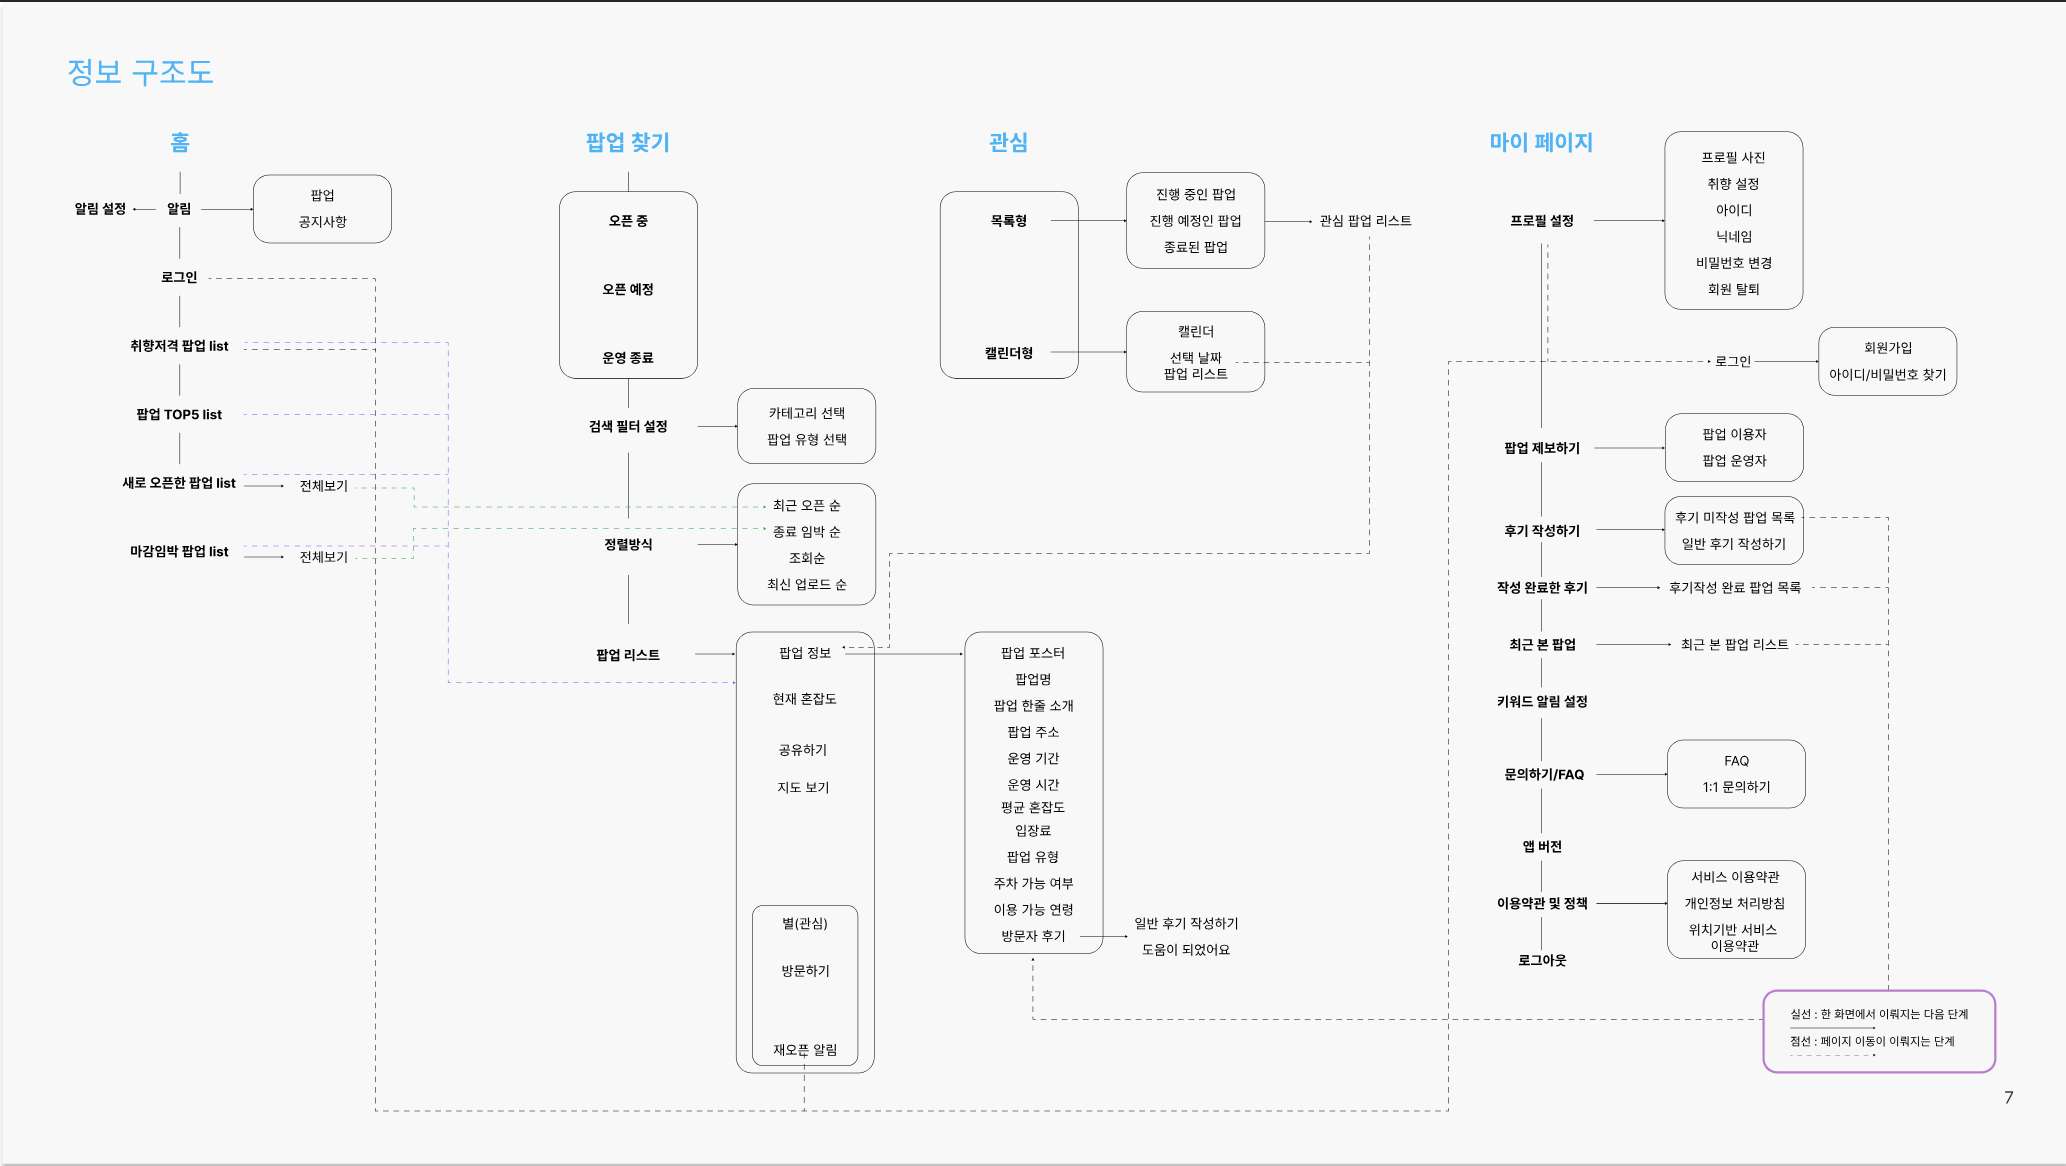 정보 구조도
홈
알림 설정
알림
팝업
공지사항
로그인
취향저격 팝업 list
팝업 TOP5 list
새로 오픈한 팝업 list
전체보기
마감임박 팝업 list
전체보기
팝업 찾기
오픈 중
오픈 예정
운영 종료
검색 필터 설정
카테고리 선택
팝업 유형 선택
정렬방식
최근 오픈 순
종료 임박 순
조회순
최신 업로드 순
팝업 리스트
팝업 정보
현재 혼잡도
공유하기
지도 보기
별(관심)
방문하기
재오픈 알림
팝업 포스터
팝업명
팝업 한줄 소개
팝업 주소
운영 기간
운영 시간
평균 혼잡도
입장료
팝업 유형
주차 가능 여부
이용 가능 연령
방문자 후기
일반 후기 작성하기
도움이 되었어요
관심
목록형
진행 중인 팝업
진행 예정인 팝업
종료된 팝업
관심 팝업 리스트
캘린더형
캘린더
선택 날짜
팝업 리스트
마이 페이지
프로필 설정
프로필 사진
취향 설정
아이디
닉네임
비밀번호 변경
회원 탈퇴
로그인
회원가입
아이디/비밀번호 찾기
팝업 제보하기
팝업 이용자
팝업 운영자
후기 작성하기
후기 미작성 팝업 목록
일반 후기 작성하기
작성 완료한 후기
후기작성 완료 팝업 목록
최근 본 팝업
최근 본 팝업 리스트
키워드 알림 설정
문의하기/FAQ
FAQ
1:1 문의하기
앱 버전
이용약관 및 정책
서비스 이용약관
개인정보 처리방침
위치기반 서비스
이용약관
로그아웃
실선 : 한 화면에서 이뤄지는 다음 단계
점선 : 페이지 이동이 이뤄지는 단계
7